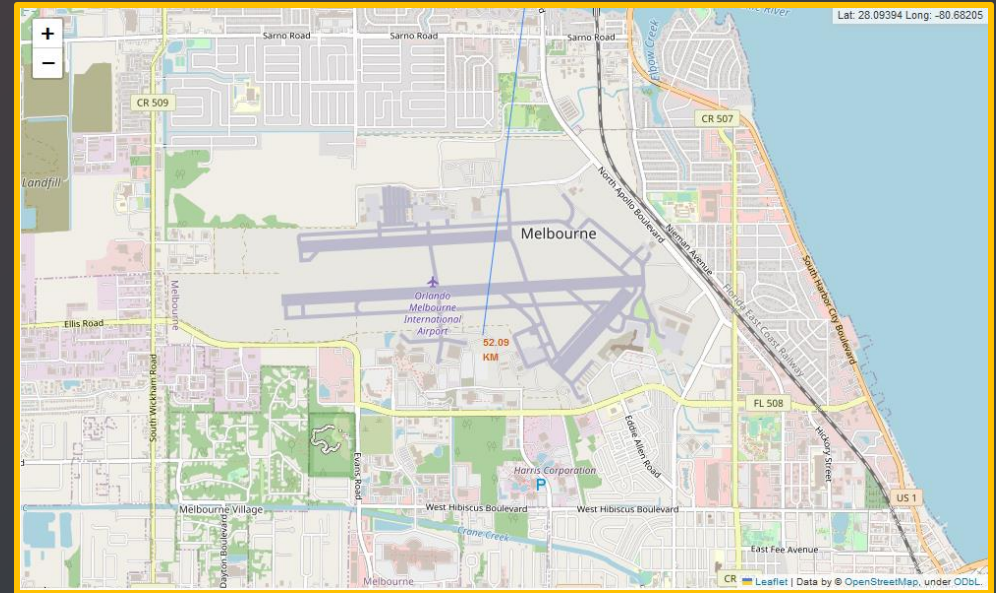 +
−
Lat: 28.09394 Long: -80.68205
Sarno Road
Sarno Road
Sarno Road
Elbow Creek
River
CR 509
CR 507
Landfill
North Apollo Boulevard
Nieman Avenue
Melbourne
Melbourne
Orlando
Melbourne
International
Airport
South Harbor City Boulevard
Florida East Coast Railway
Ellis Road
52.09
KM
South Wickham Road
FL 508
Eddie Allen Road
Hickory Street
Evans Road
Harris Corporation
P
US 1
Melbourne Village
West Hibiscus Boulevard
West Hibiscus Boulevard
Crane Creek
Dayton Boulevard
East Fee Avenue
Melbourne
CR
Leaflet | Data by © OpenStreetMap, under ODbL.